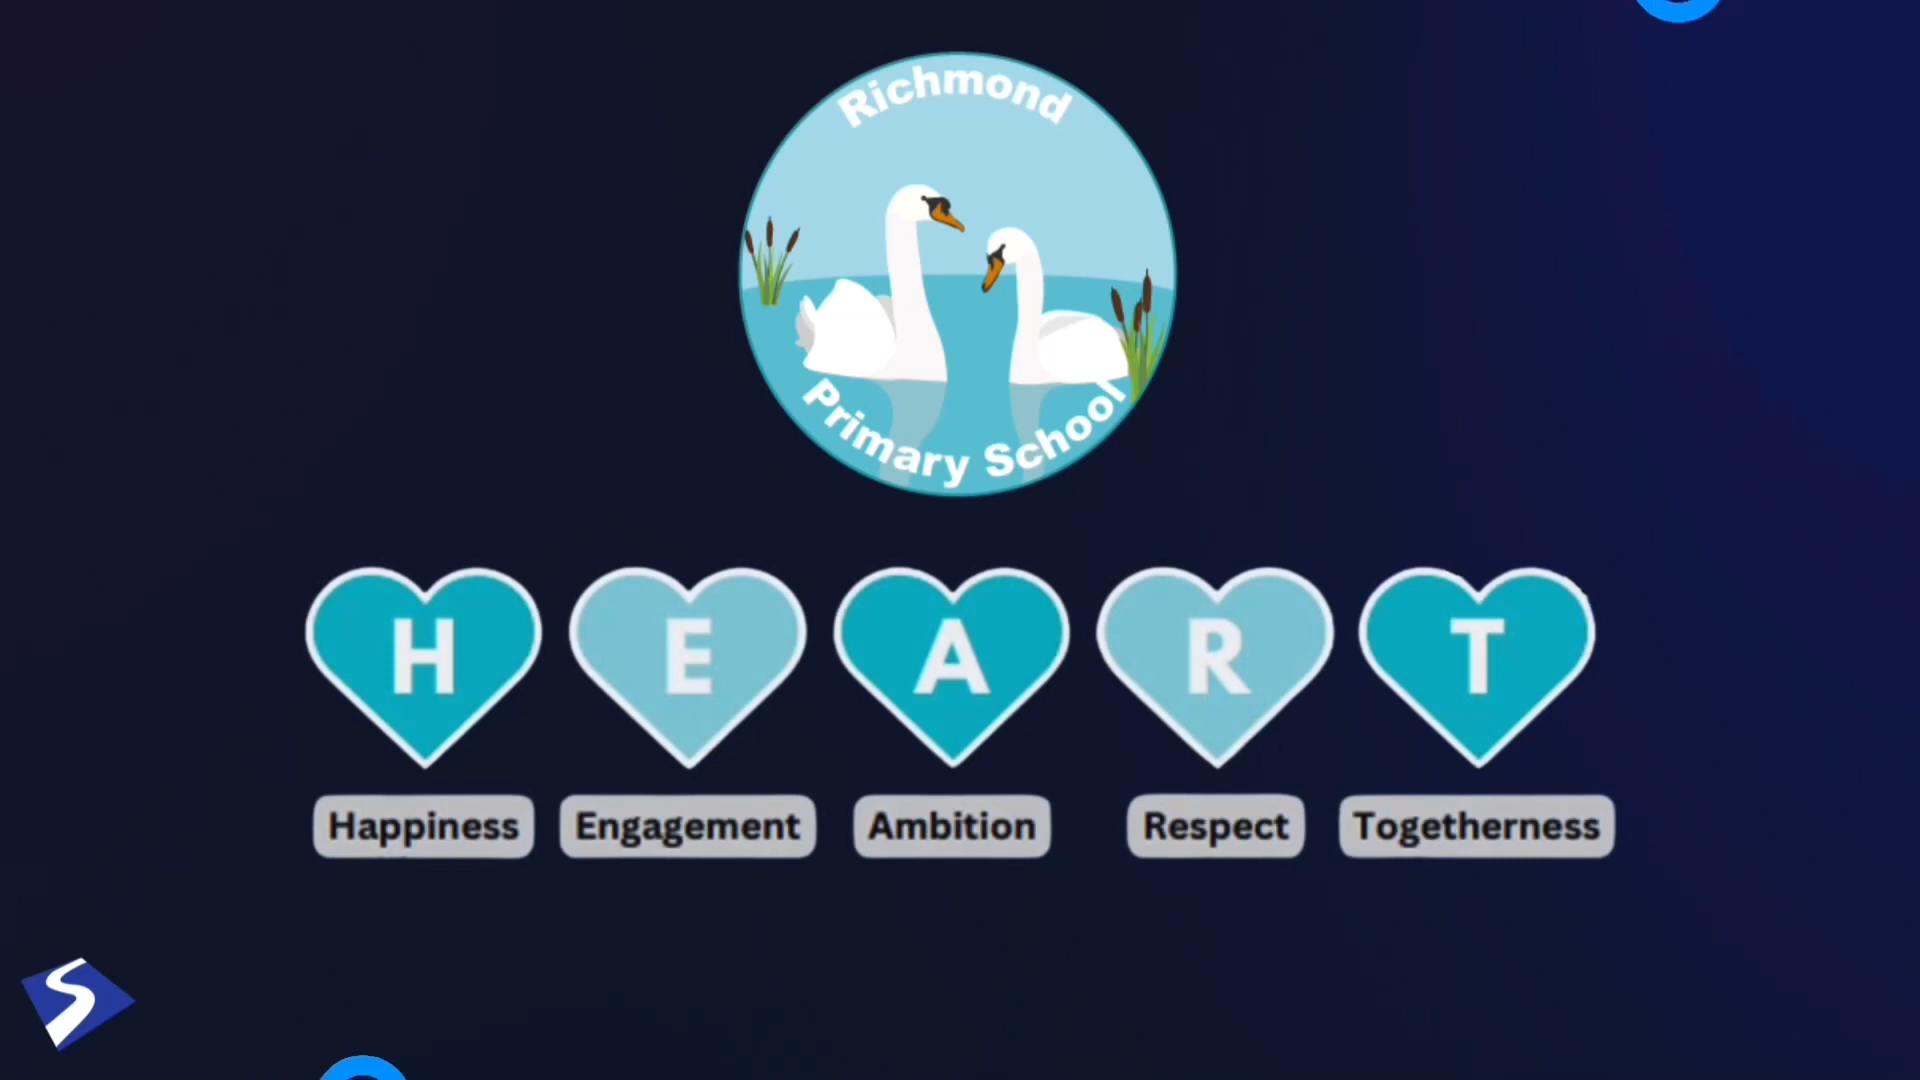 Richmond
Primary School
H E A R T
Happiness Engagement Ambition Respect Togetherness
S